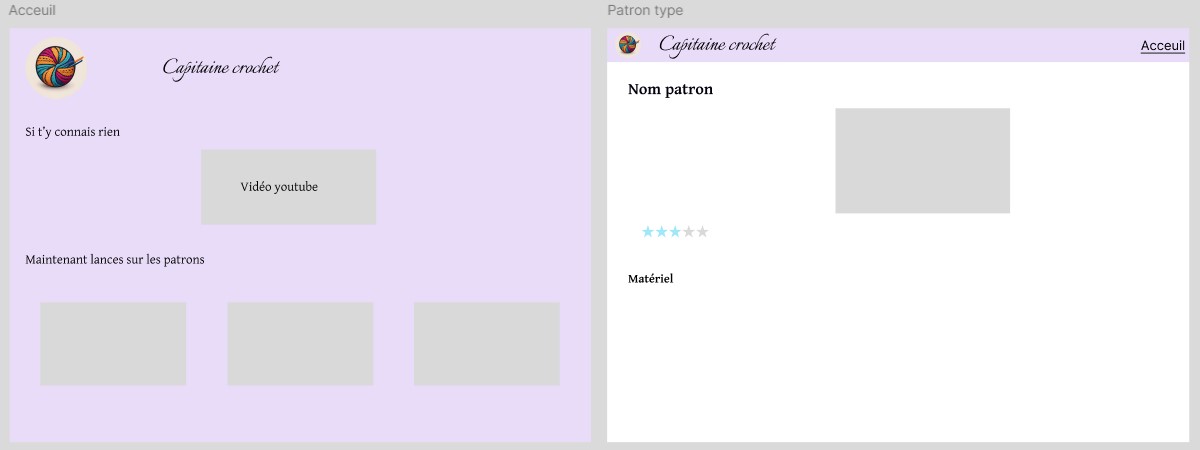 Acceuil
Capitaine crochet
Si t'y connais rien
Vidéo youtube
Maintenant lances sur les patrons
Patron type
Capitaine crochet
Acceuil
Nom patron
Matériel